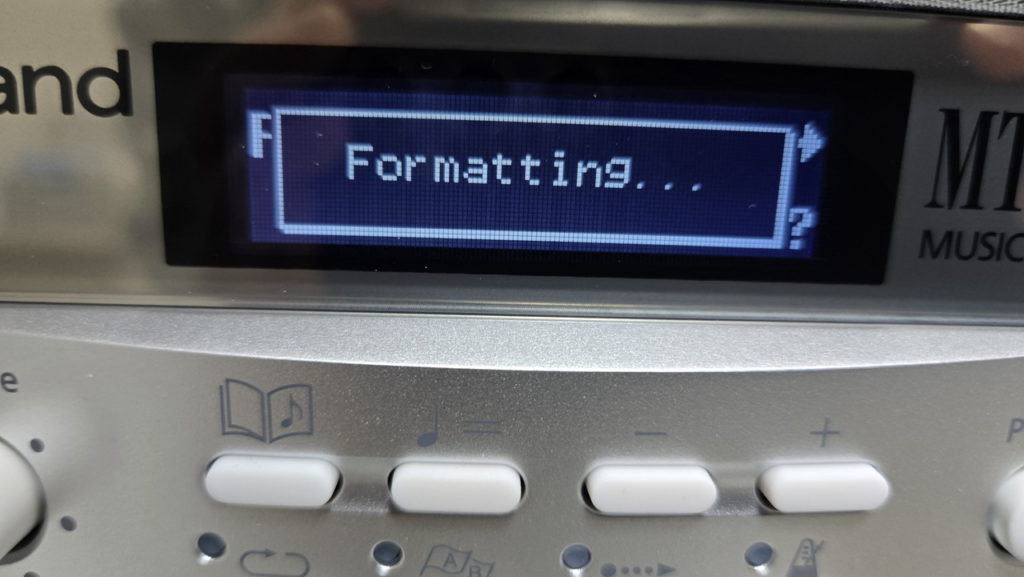 and
Formatting...
?
MT
MUSIC
e
=
-
+
P
A B